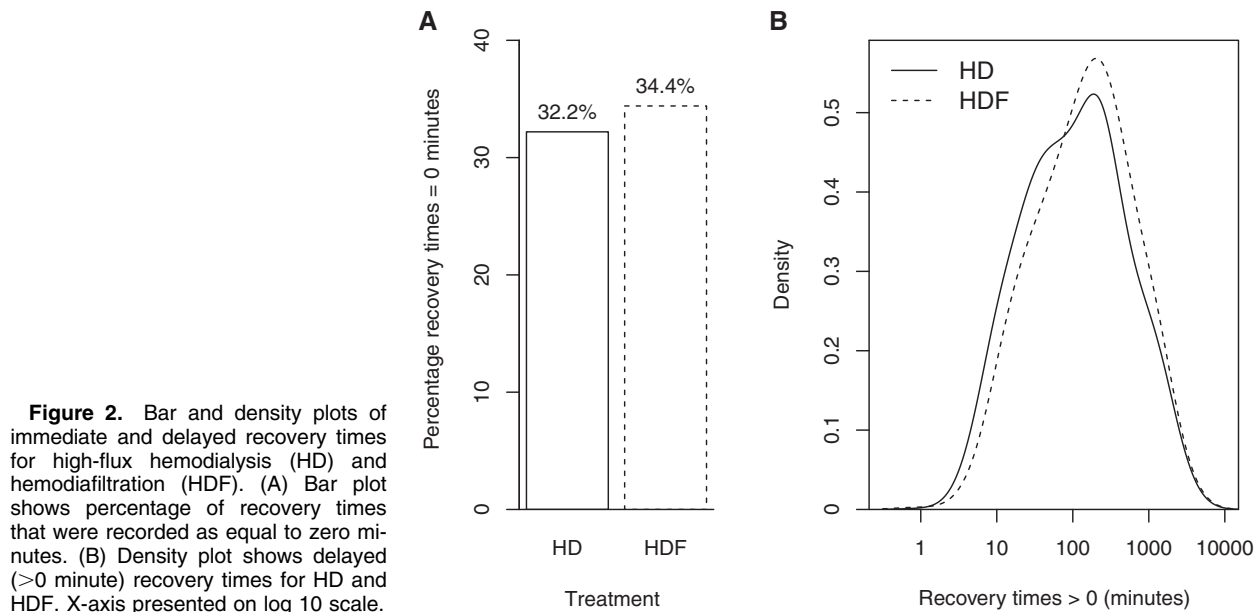 Figure 2. Bar and density plots of
immediate and delayed recovery times
for high-flux hemodialysis (HD) and
hemodiafiltration (HDF). (A) Bar plot
shows percentage of recovery times
that were recorded as equal to zero mi-
nutes. (B) Density plot shows delayed
(>0 minute) recovery times for HD and
HDF. X-axis presented on log 10 scale.
A
Percentage recovery times = 0 minutes
40
30
20
10
0
32.2%
34.4%
HD HDF
Treatment
B
Density
0.5
0.4
0.3
0.2
0.1
0
HD
HDF
1 10 100 1000 10000
Recovery times > 0 (minutes)